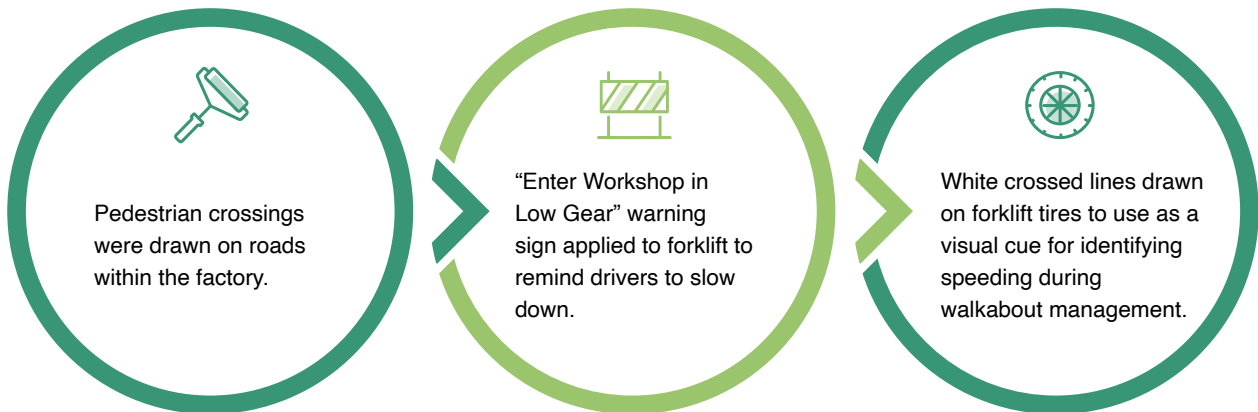 Pedestrian crossings
were drawn on roads
within the factory.
“Enter Workshop in
Low Gear” warning
sign applied to forklift to
remind drivers to slow
down.
White crossed lines drawn
on forklift tires to use as a
visual cue for identifying
speeding during
walkabout management.